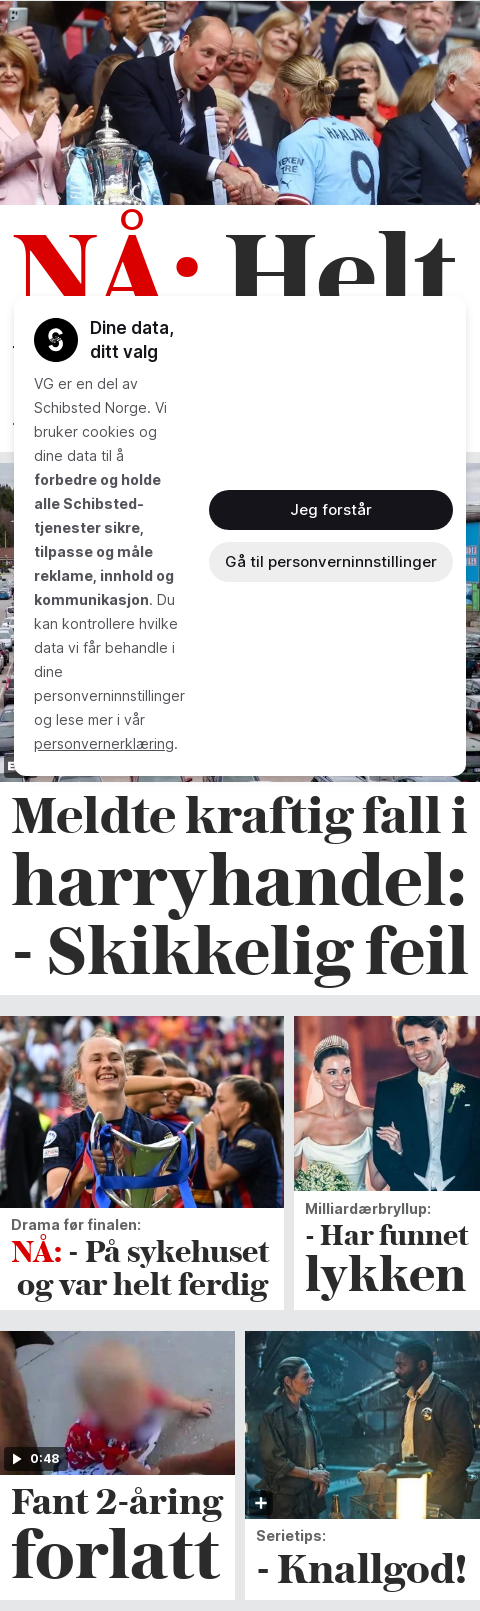 HAALAND
9
NÅ: Helt
Dine data,
ditt valg
VG er en del av
Schibsted Norge. Vi
bruker cookies og
dine data til å
forbedre og holde
alle Schibsted-
tjenester sikre,
tilpasse og måle
reklame, innhold og
kommunikasjon. Du
kan kontrollere hvilke
data vi får behandle i
dine
personverninnstillinger
og lese mer i vår
personvernerklæring.
Jeg forstår
Gå til personverninnstillinger
Meldte kraftig fall i
harryhandel:
- Skikkelig feil
Drama før finalen:
NÅ: - På sykehuset
og var helt ferdig
Milliardærbryllup:
- Har funnet
lykken
0:48
Fant 2-åring
forlatt
Serietips:
- Knallgod!